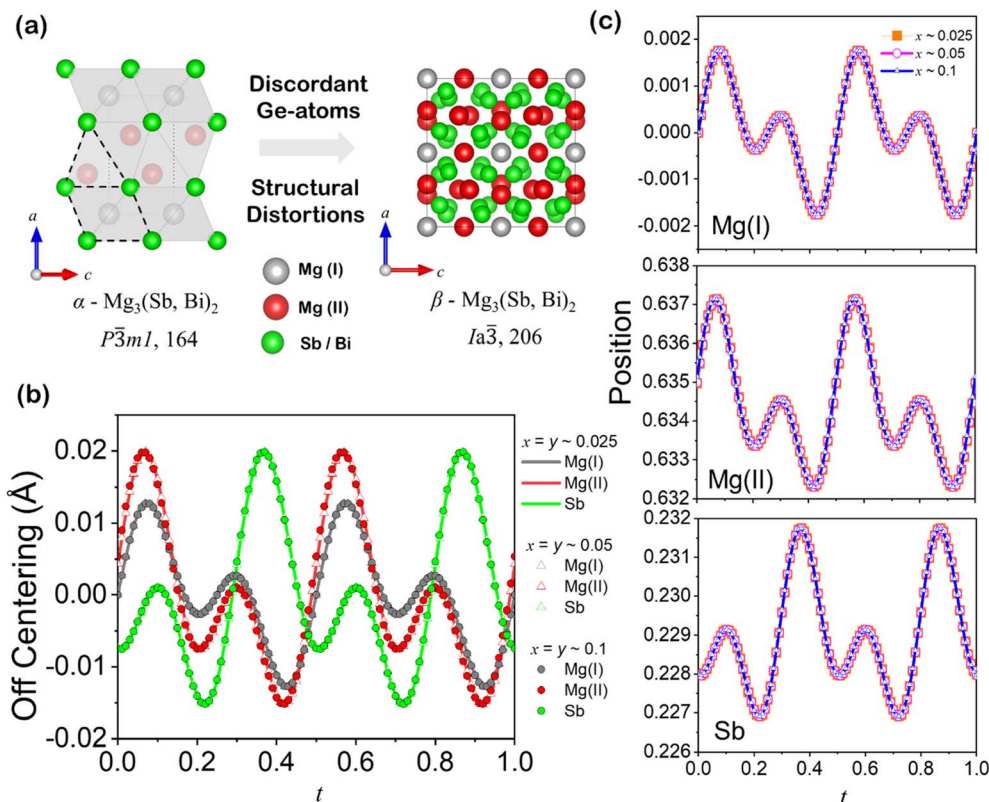 (a)
Discordant
Ge-atoms
Structural
Distortions
a
c
Mg (I)
Mg (II)
Sb / Bi
a
c
α - Mg₃(Sb, Bi)₂
P3̅m1, 164
β - Mg₃(Sb, Bi)₂
Ia3̅, 206
(b)
Off Centering (Å)
0.02
0.01
0.00
-0.01
-0.02
0.0 0.2 0.4 0.6 0.8 1.0
t
x = y ~ 0.025
Mg(I)
Mg(II)
Sb
x = y ~ 0.05
Mg(I)
Mg(II)
Sb
x = y ~ 0.1
Mg(I)
Mg(II)
Sb
(c)
Position
0.002
0.001
0.000
-0.001
-0.002
x ~ 0.025
x ~ 0.05
x ~ 0.1
Mg(I)
0.638
0.637
0.636
0.635
0.634
0.633
0.632
Mg(II)
0.232
0.231
0.230
0.229
0.228
0.227
0.226
Sb
0.0 0.2 0.4 0.6 0.8 1.0
t